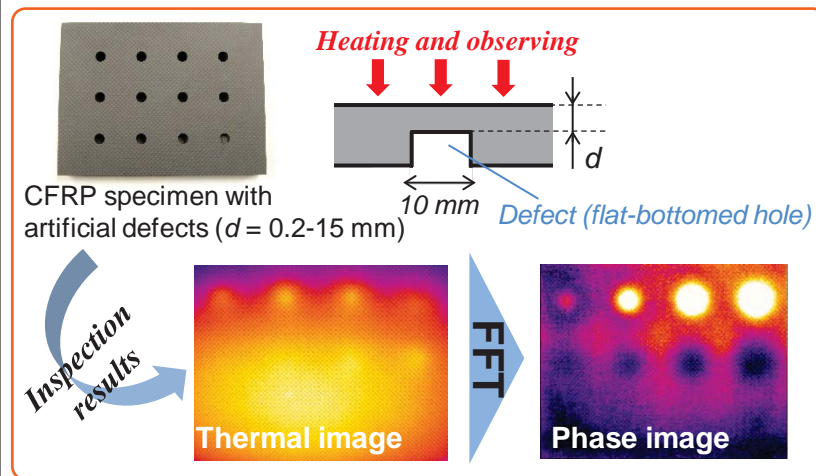 Heating and observing
d
10 mm
Defect (flat-bottomed hole)
CFRP specimen with
artificial defects (d = 0.2-15 mm)
Inspection
results
Thermal image
FFT
Phase image